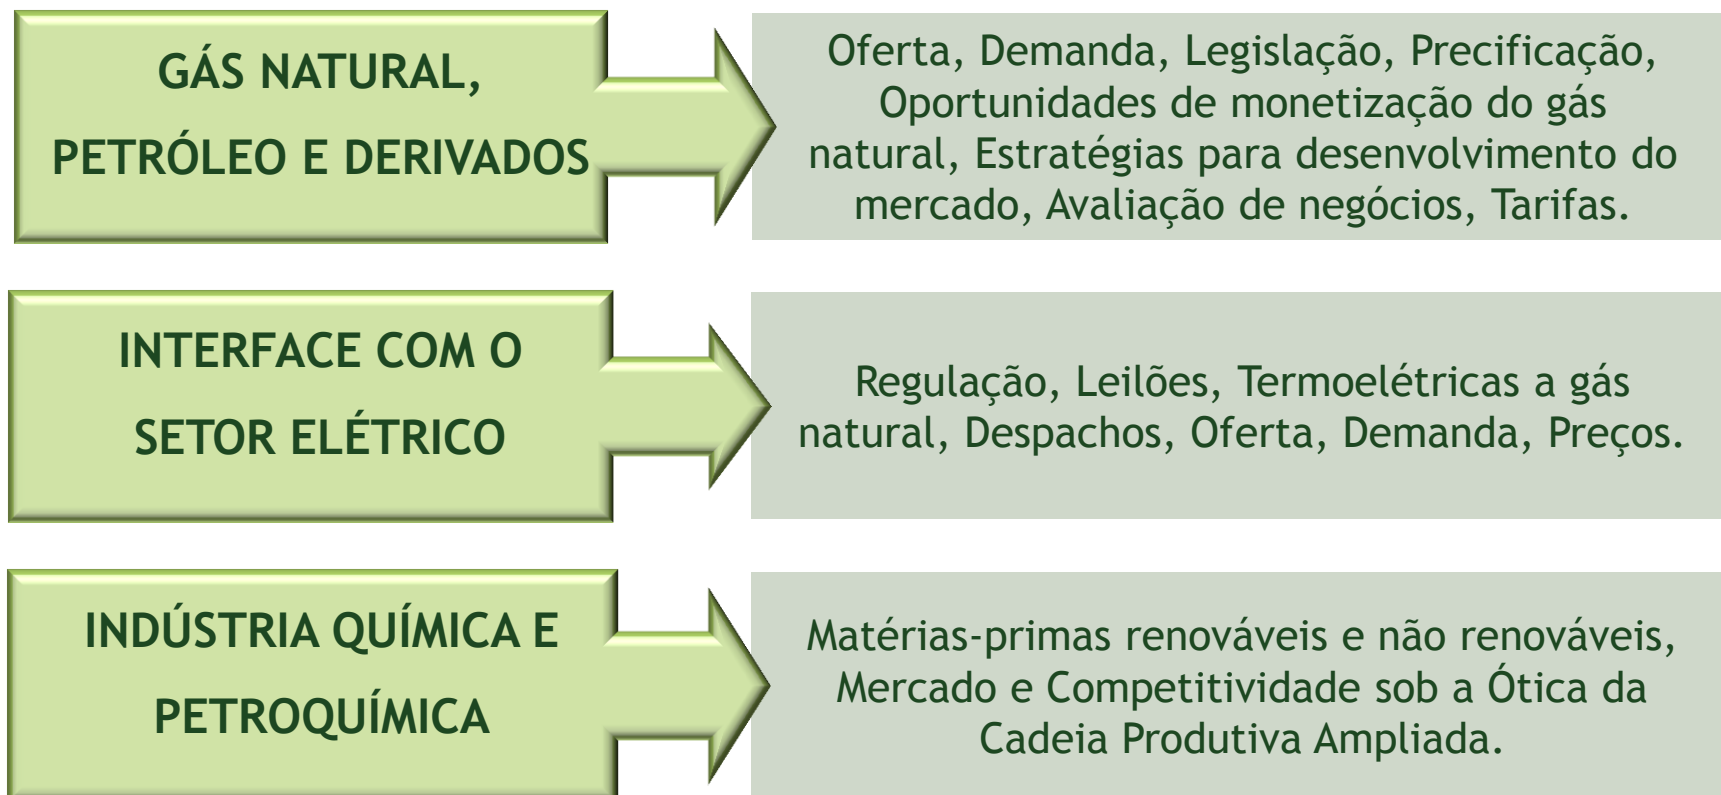 GÁS NATURAL,
PETRÓLEO E DERIVADOS
Oferta, Demanda, Legislação, Precificação,
Oportunidades de monetização do gás
natural, Estratégias para desenvolvimento do
mercado, Avaliação de negócios, Tarifas.
INTERFACE COM O
SETOR ELÉTRICO
Regulação, Leilões, Termoelétricas a gás
natural, Despachos, Oferta, Demanda, Preços.
INDÚSTRIA QUÍMICA E
PETROQUÍMICA
Matérias-primas renováveis e não renováveis,
Mercado e Competitividade sob a Ótica da
Cadeia Produtiva Ampliada.